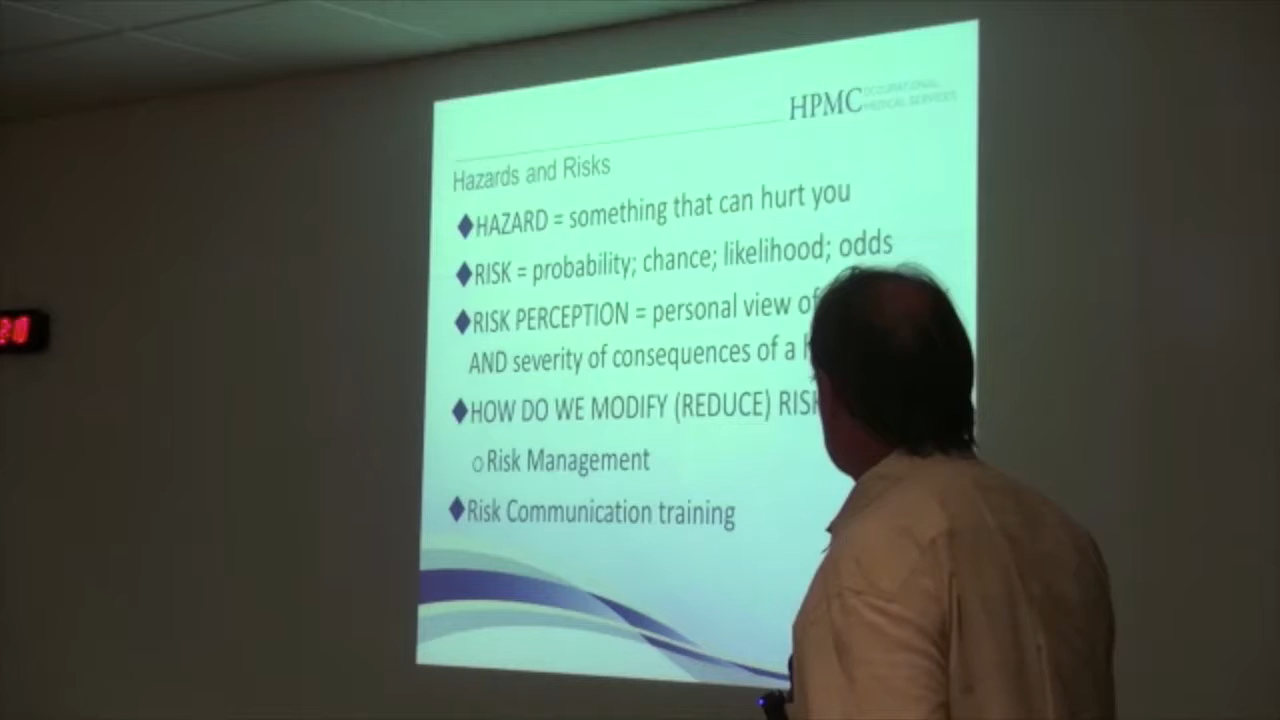 HPMC OCCUPATIONAL
MEDICAL SERVICES
Hazards and Risks
HAZARD = something that can hurt you
RISK = probability; chance; likelihood; odds
RISK PERCEPTION = personal view of
AND severity of consequences of a
HOW DO WE MODIFY (REDUCE) RISK
Risk Management
Risk Communication training